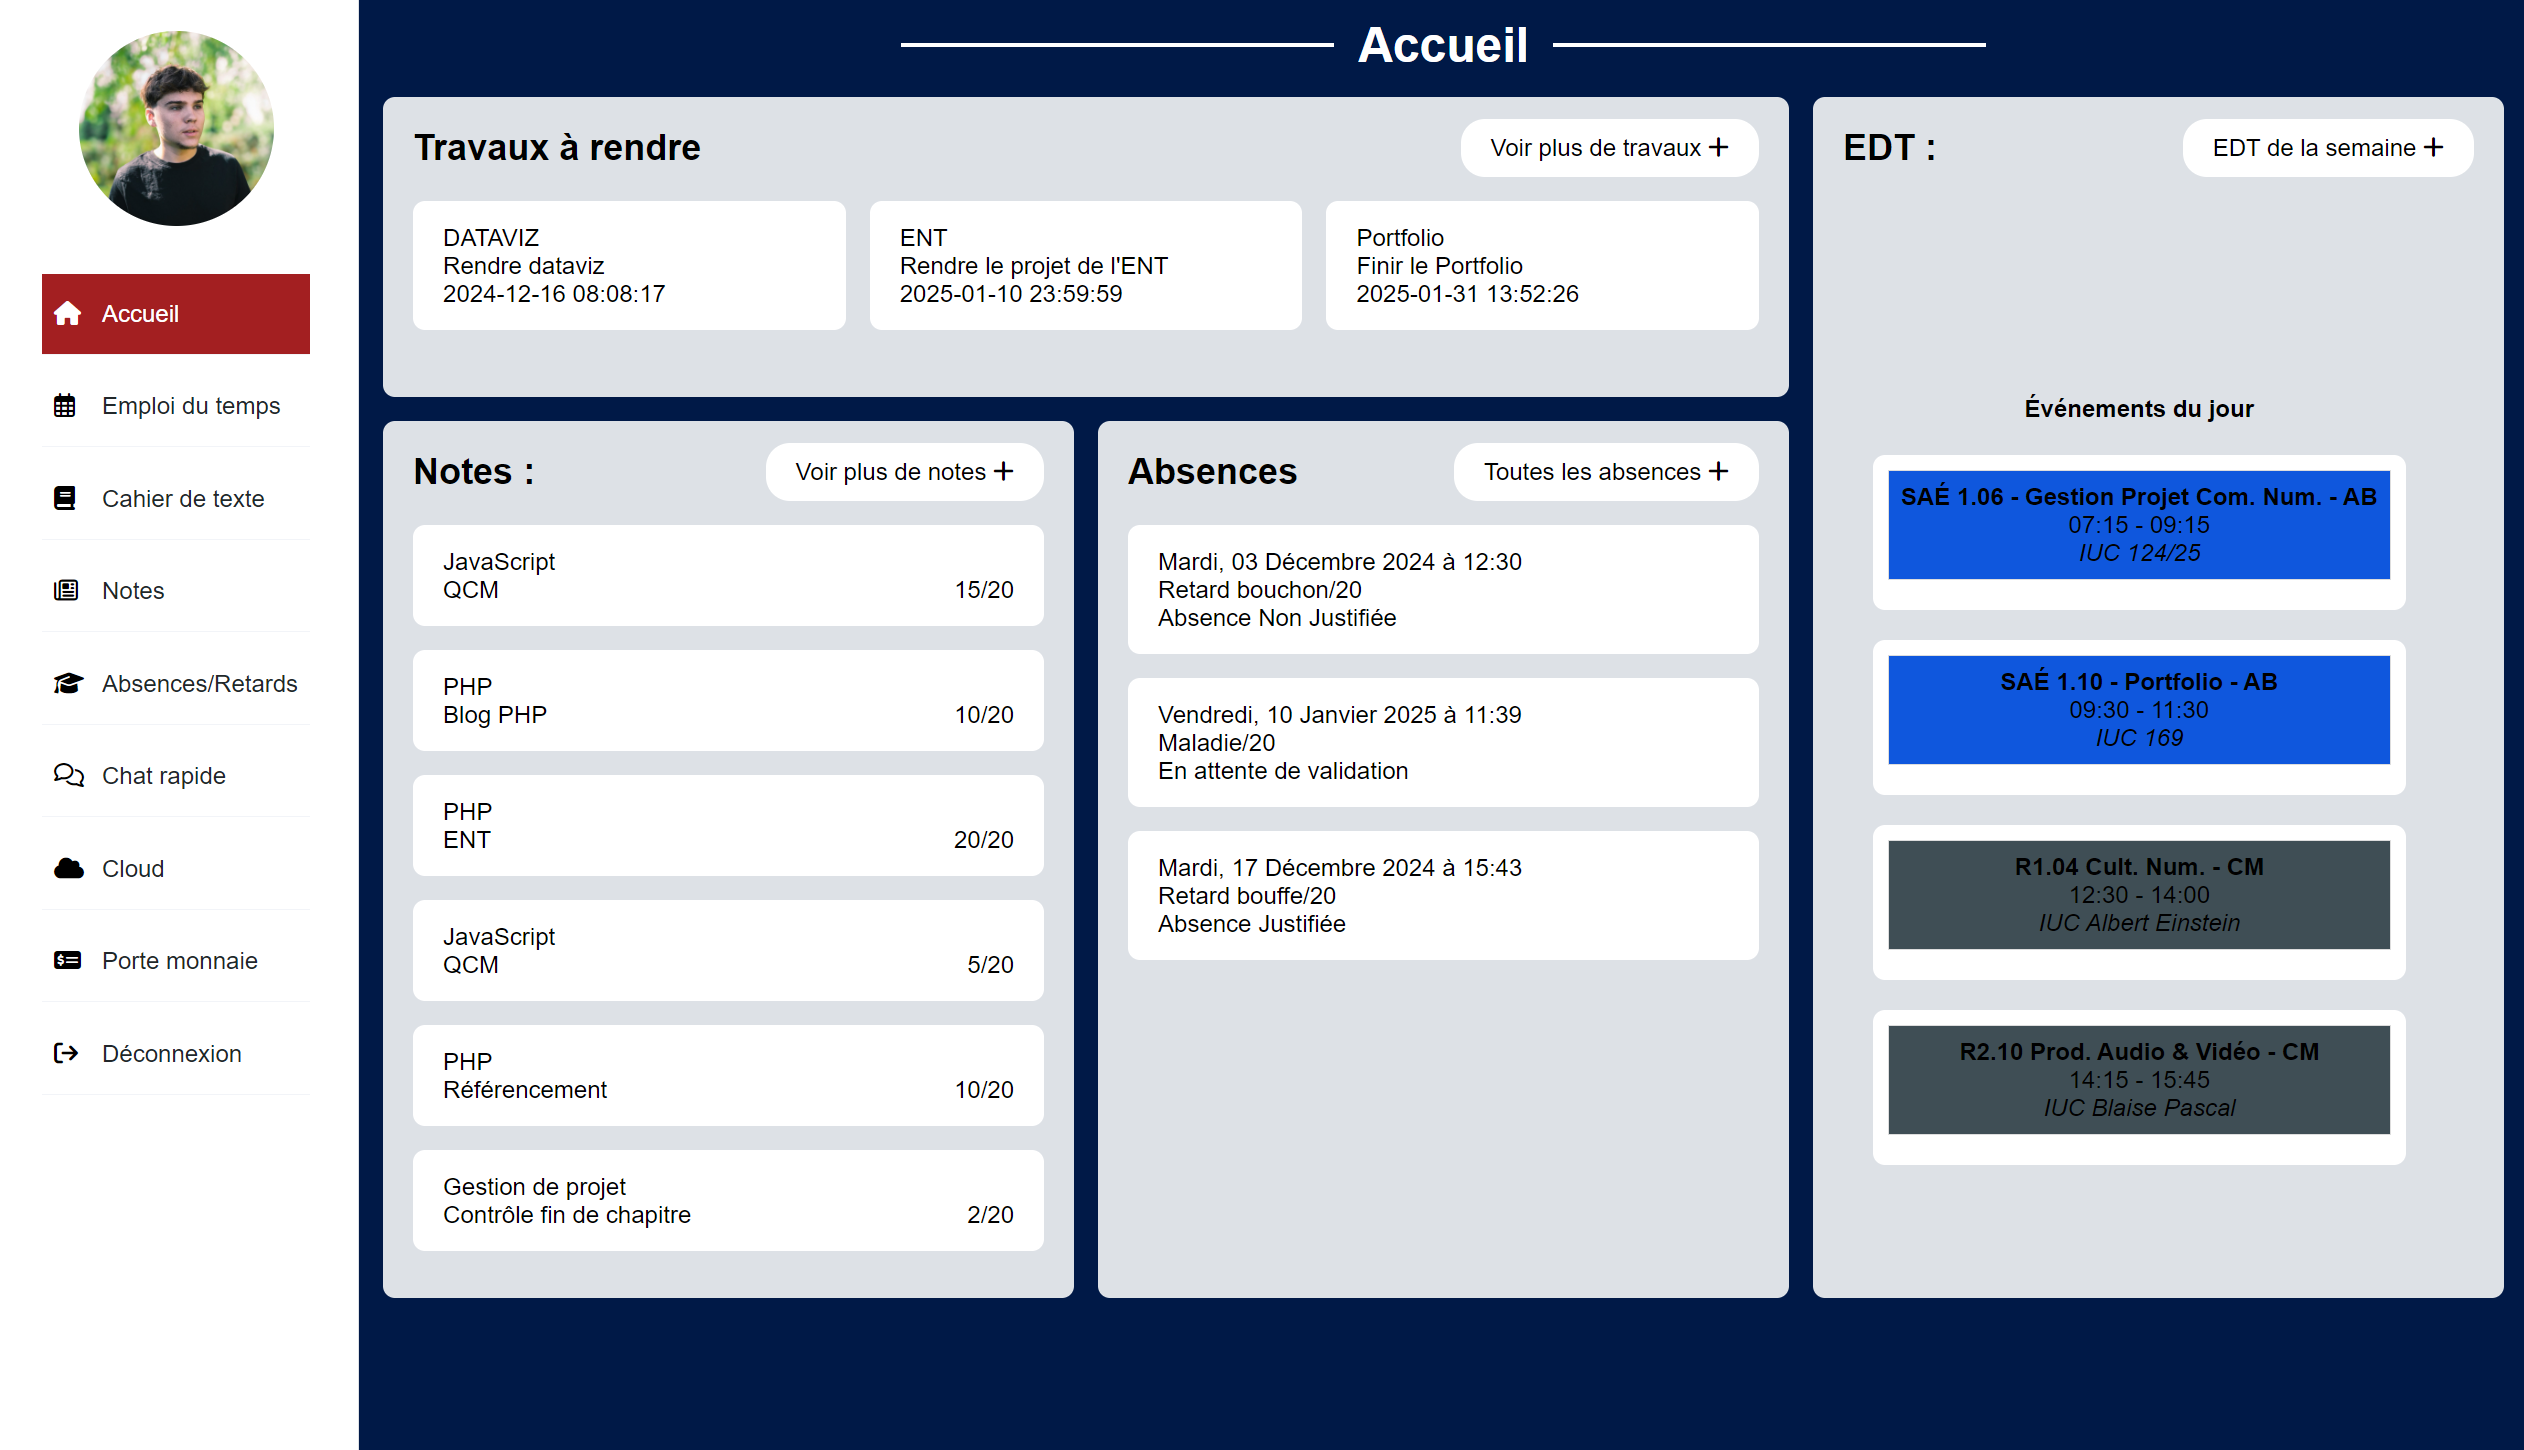 Accueil
Emploi du temps
Cahier de texte
Notes
Absences/Retards
Chat rapide
Cloud
Porte monnaie
Déconnexion
Accueil
Travaux à rendre
Voir plus de travaux +
DATAVIZ
Rendre dataviz
2024-12-16 08:08:17
ENT
Rendre le projet de l'ENT
2025-01-10 23:59:59
Portfolio
Finir le Portfolio
2025-01-31 13:52:26
Notes :
Voir plus de notes +
JavaScript
QCM 15/20
PHP
Blog PHP 10/20
PHP
ENT 20/20
JavaScript
QCM 5/20
PHP
Référencement 10/20
Gestion de projet
Contrôle fin de chapitre 2/20
Absences
Toutes les absences +
Mardi, 03 Décembre 2024 à 12:30
Retard bouchon/20
Absence Non Justifiée
Vendredi, 10 Janvier 2025 à 11:39
Maladie/20
En attente de validation
Mardi, 17 Décembre 2024 à 15:43
Retard bouffe/20
Absence Justifiée
EDT :
EDT de la semaine +
Événements du jour
SAÉ 1.06 - Gestion Projet Com. Num. - AB
07:15 - 09:15
IUC 124/25
SAÉ 1.10 - Portfolio - AB
09:30 - 11:30
IUC 169
R1.04 Cult. Num. - CM
12:30 - 14:00
IUC Albert Einstein
R2.10 Prod. Audio & Vidéo - CM
14:15 - 15:45
IUC Blaise Pascal